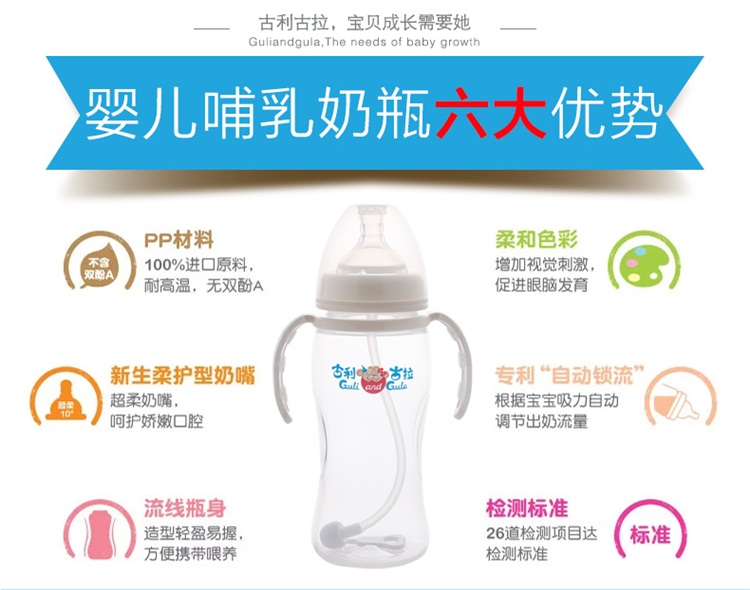 古利古拉，宝贝成长需要她
Guliandgula,The needs of baby growth
婴儿哺乳奶瓶六大优势
不含
双酚A
PP材料
100%进口原料，
耐高温，无双酚A
柔和色彩
增加视觉刺激，
促进眼脑发育
超柔
10°
新生柔护型奶嘴
超柔奶嘴，
呵护娇嫩口腔
古利 古拉
Guli and Gula
专利“自动锁流”
根据宝宝吸力自动
调节出奶流量
流线瓶身
造型轻盈易握，
方便携带喂养
检测标准
26道检测项目达
检测标准
标准